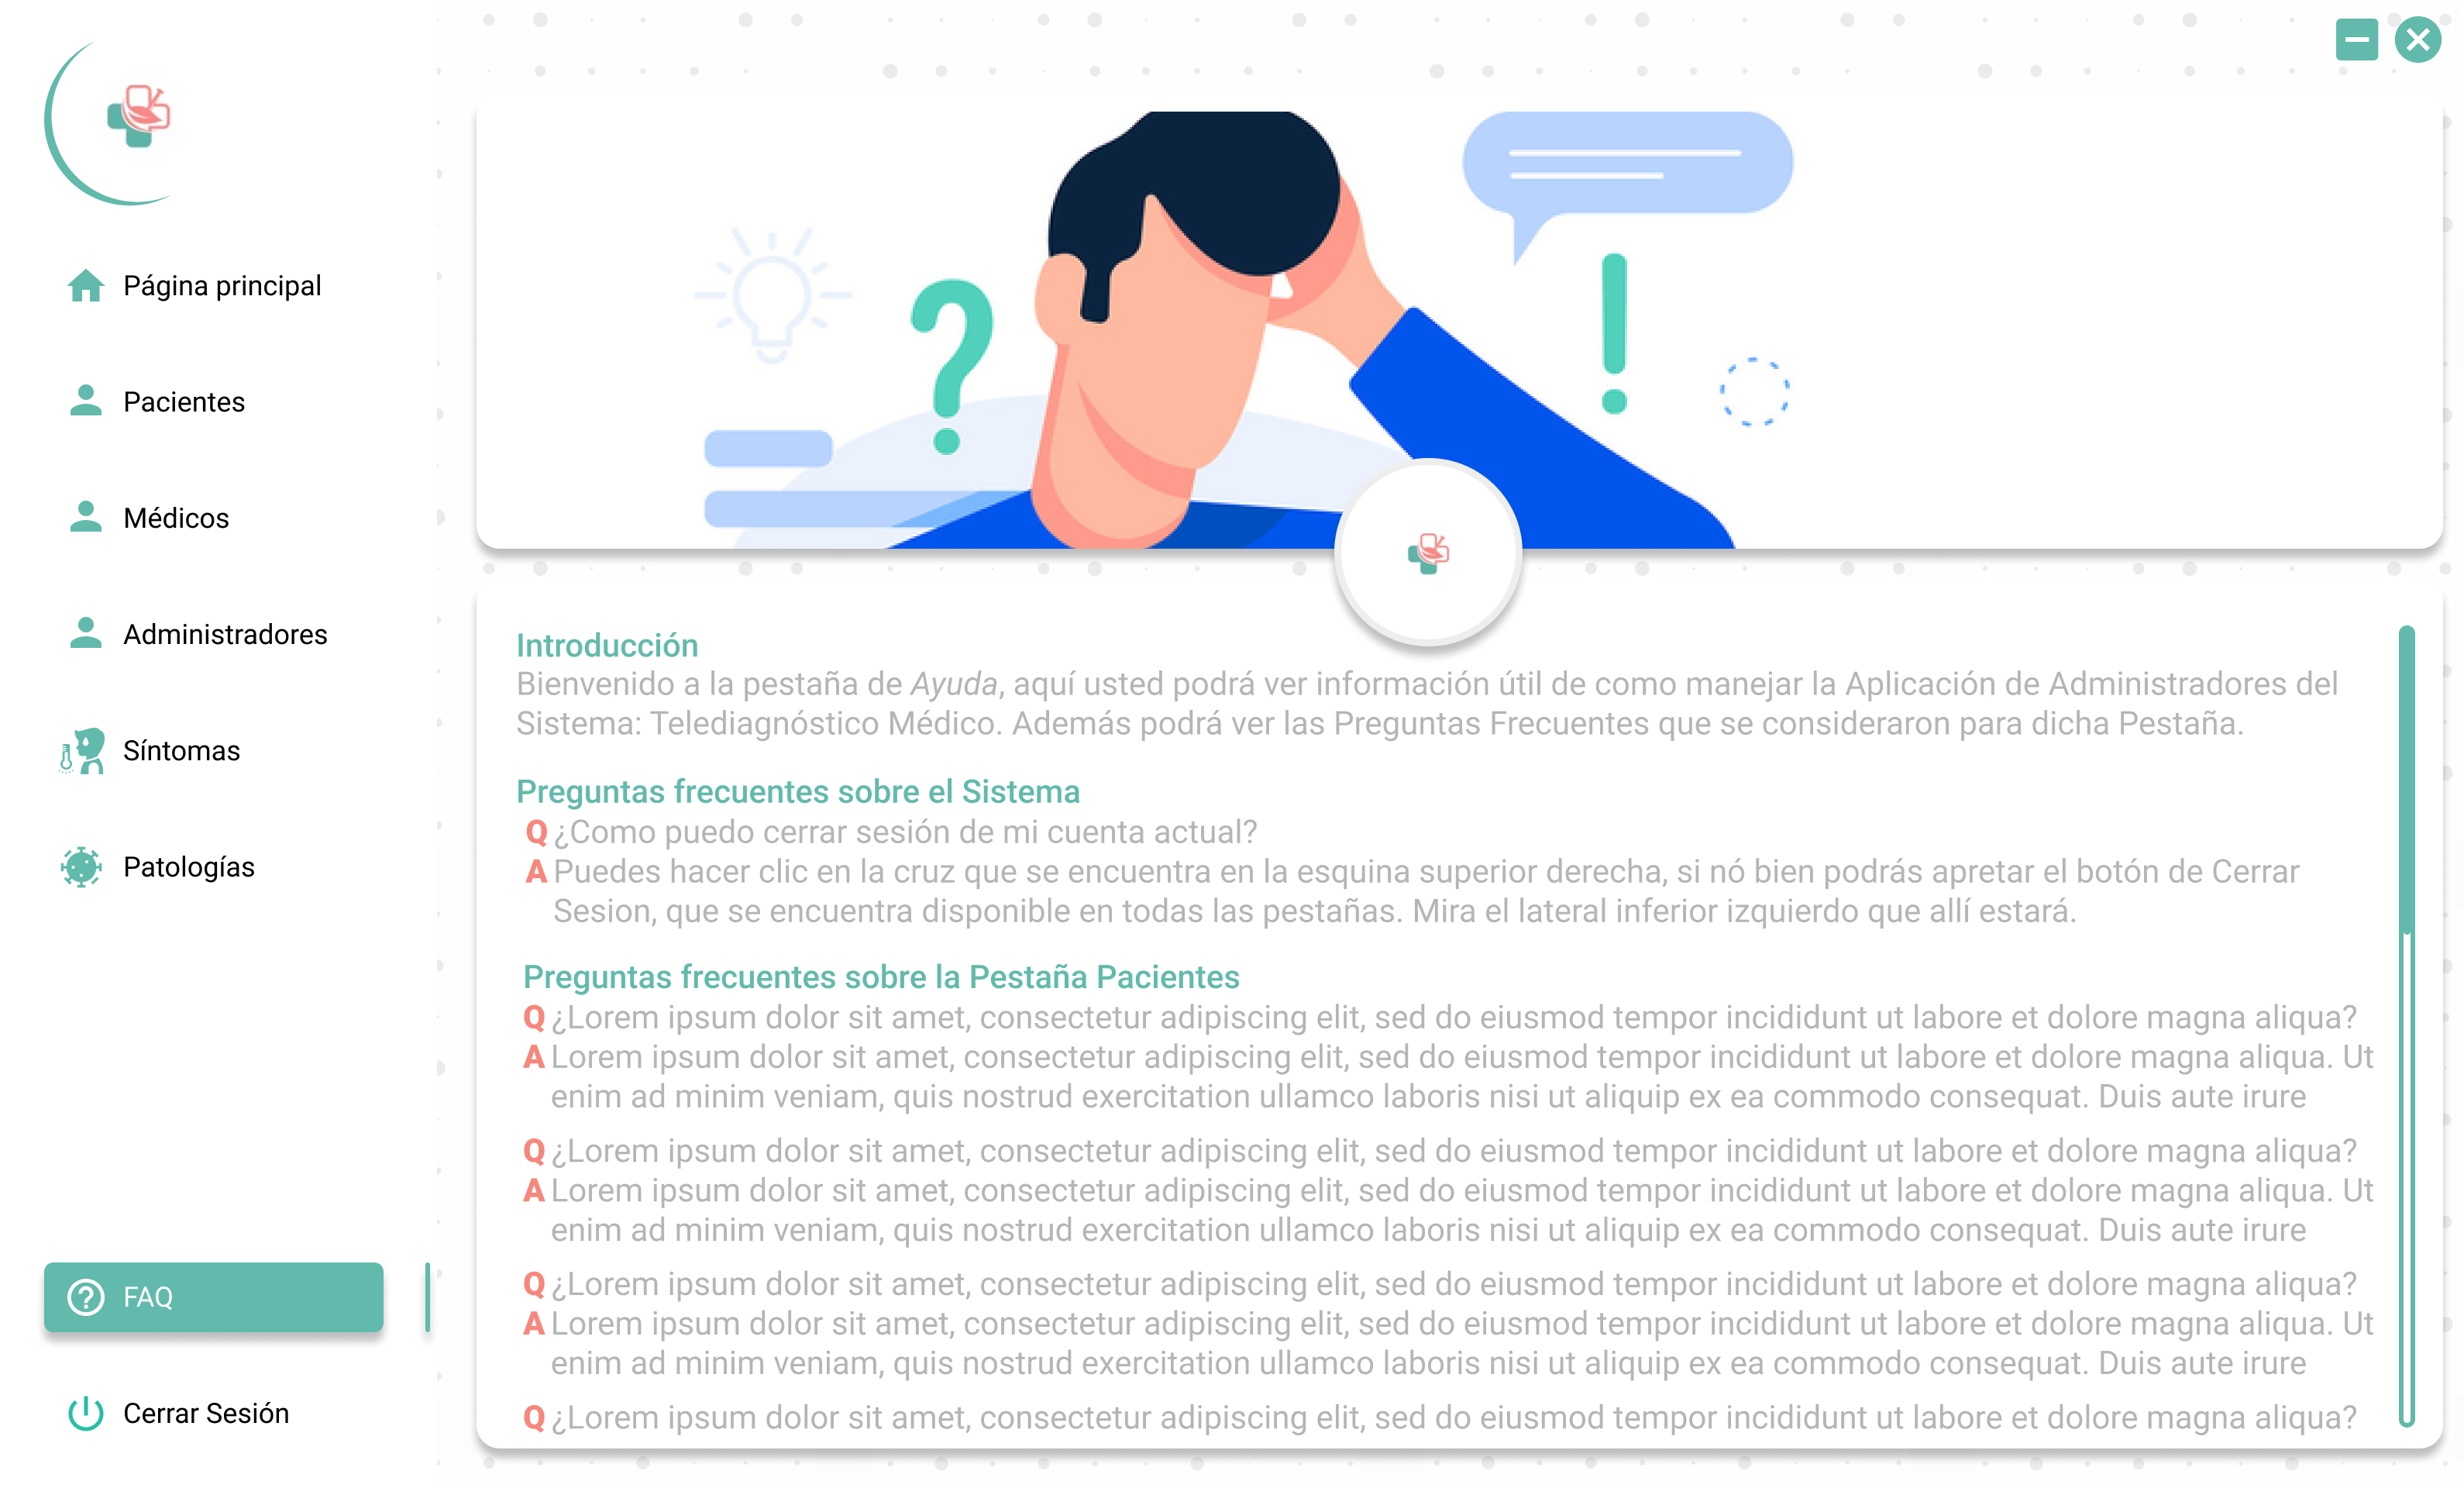 Página principal
Pacientes
Médicos
Administradores
Síntomas
Patologías
FAQ
Cerrar Sesión
Introducción
Bienvenido a la pestaña de Ayuda, aquí usted podrá ver información útil de como manejar la Aplicación de Administradores del
Sistema: Telediagnóstico Médico. Además podrá ver las Preguntas Frecuentes que se consideraron para dicha Pestaña.
Preguntas frecuentes sobre el Sistema
Q ¿Como puedo cerrar sesión de mi cuenta actual?
A Puedes hacer clic en la cruz que se encuentra en la esquina superior derecha, si nó bien podrás apretar el botón de Cerrar
Sesion, que se encuentra disponible en todas las pestañas. Mira el lateral inferior izquierdo que allí estará.
Preguntas frecuentes sobre la Pestaña Pacientes
Q ¿Lorem ipsum dolor sit amet, consectetur adipiscing elit, sed do eiusmod tempor incididunt ut labore et dolore magna aliqua?
A Lorem ipsum dolor sit amet, consectetur adipiscing elit, sed do eiusmod tempor incididunt ut labore et dolore magna aliqua. Ut
enim ad minim veniam, quis nostrud exercitation ullamco laboris nisi ut aliquip ex ea commodo consequat. Duis aute irure
Q ¿Lorem ipsum dolor sit amet, consectetur adipiscing elit, sed do eiusmod tempor incididunt ut labore et dolore magna aliqua?
A Lorem ipsum dolor sit amet, consectetur adipiscing elit, sed do eiusmod tempor incididunt ut labore et dolore magna aliqua. Ut
enim ad minim veniam, quis nostrud exercitation ullamco laboris nisi ut aliquip ex ea commodo consequat. Duis aute irure
Q ¿Lorem ipsum dolor sit amet, consectetur adipiscing elit, sed do eiusmod tempor incididunt ut labore et dolore magna aliqua?
A Lorem ipsum dolor sit amet, consectetur adipiscing elit, sed do eiusmod tempor incididunt ut labore et dolore magna aliqua. Ut
enim ad minim veniam, quis nostrud exercitation ullamco laboris nisi ut aliquip ex ea commodo consequat. Duis aute irure
Q ¿Lorem ipsum dolor sit amet, consectetur adipiscing elit, sed do eiusmod tempor incididunt ut labore et dolore magna aliqua?